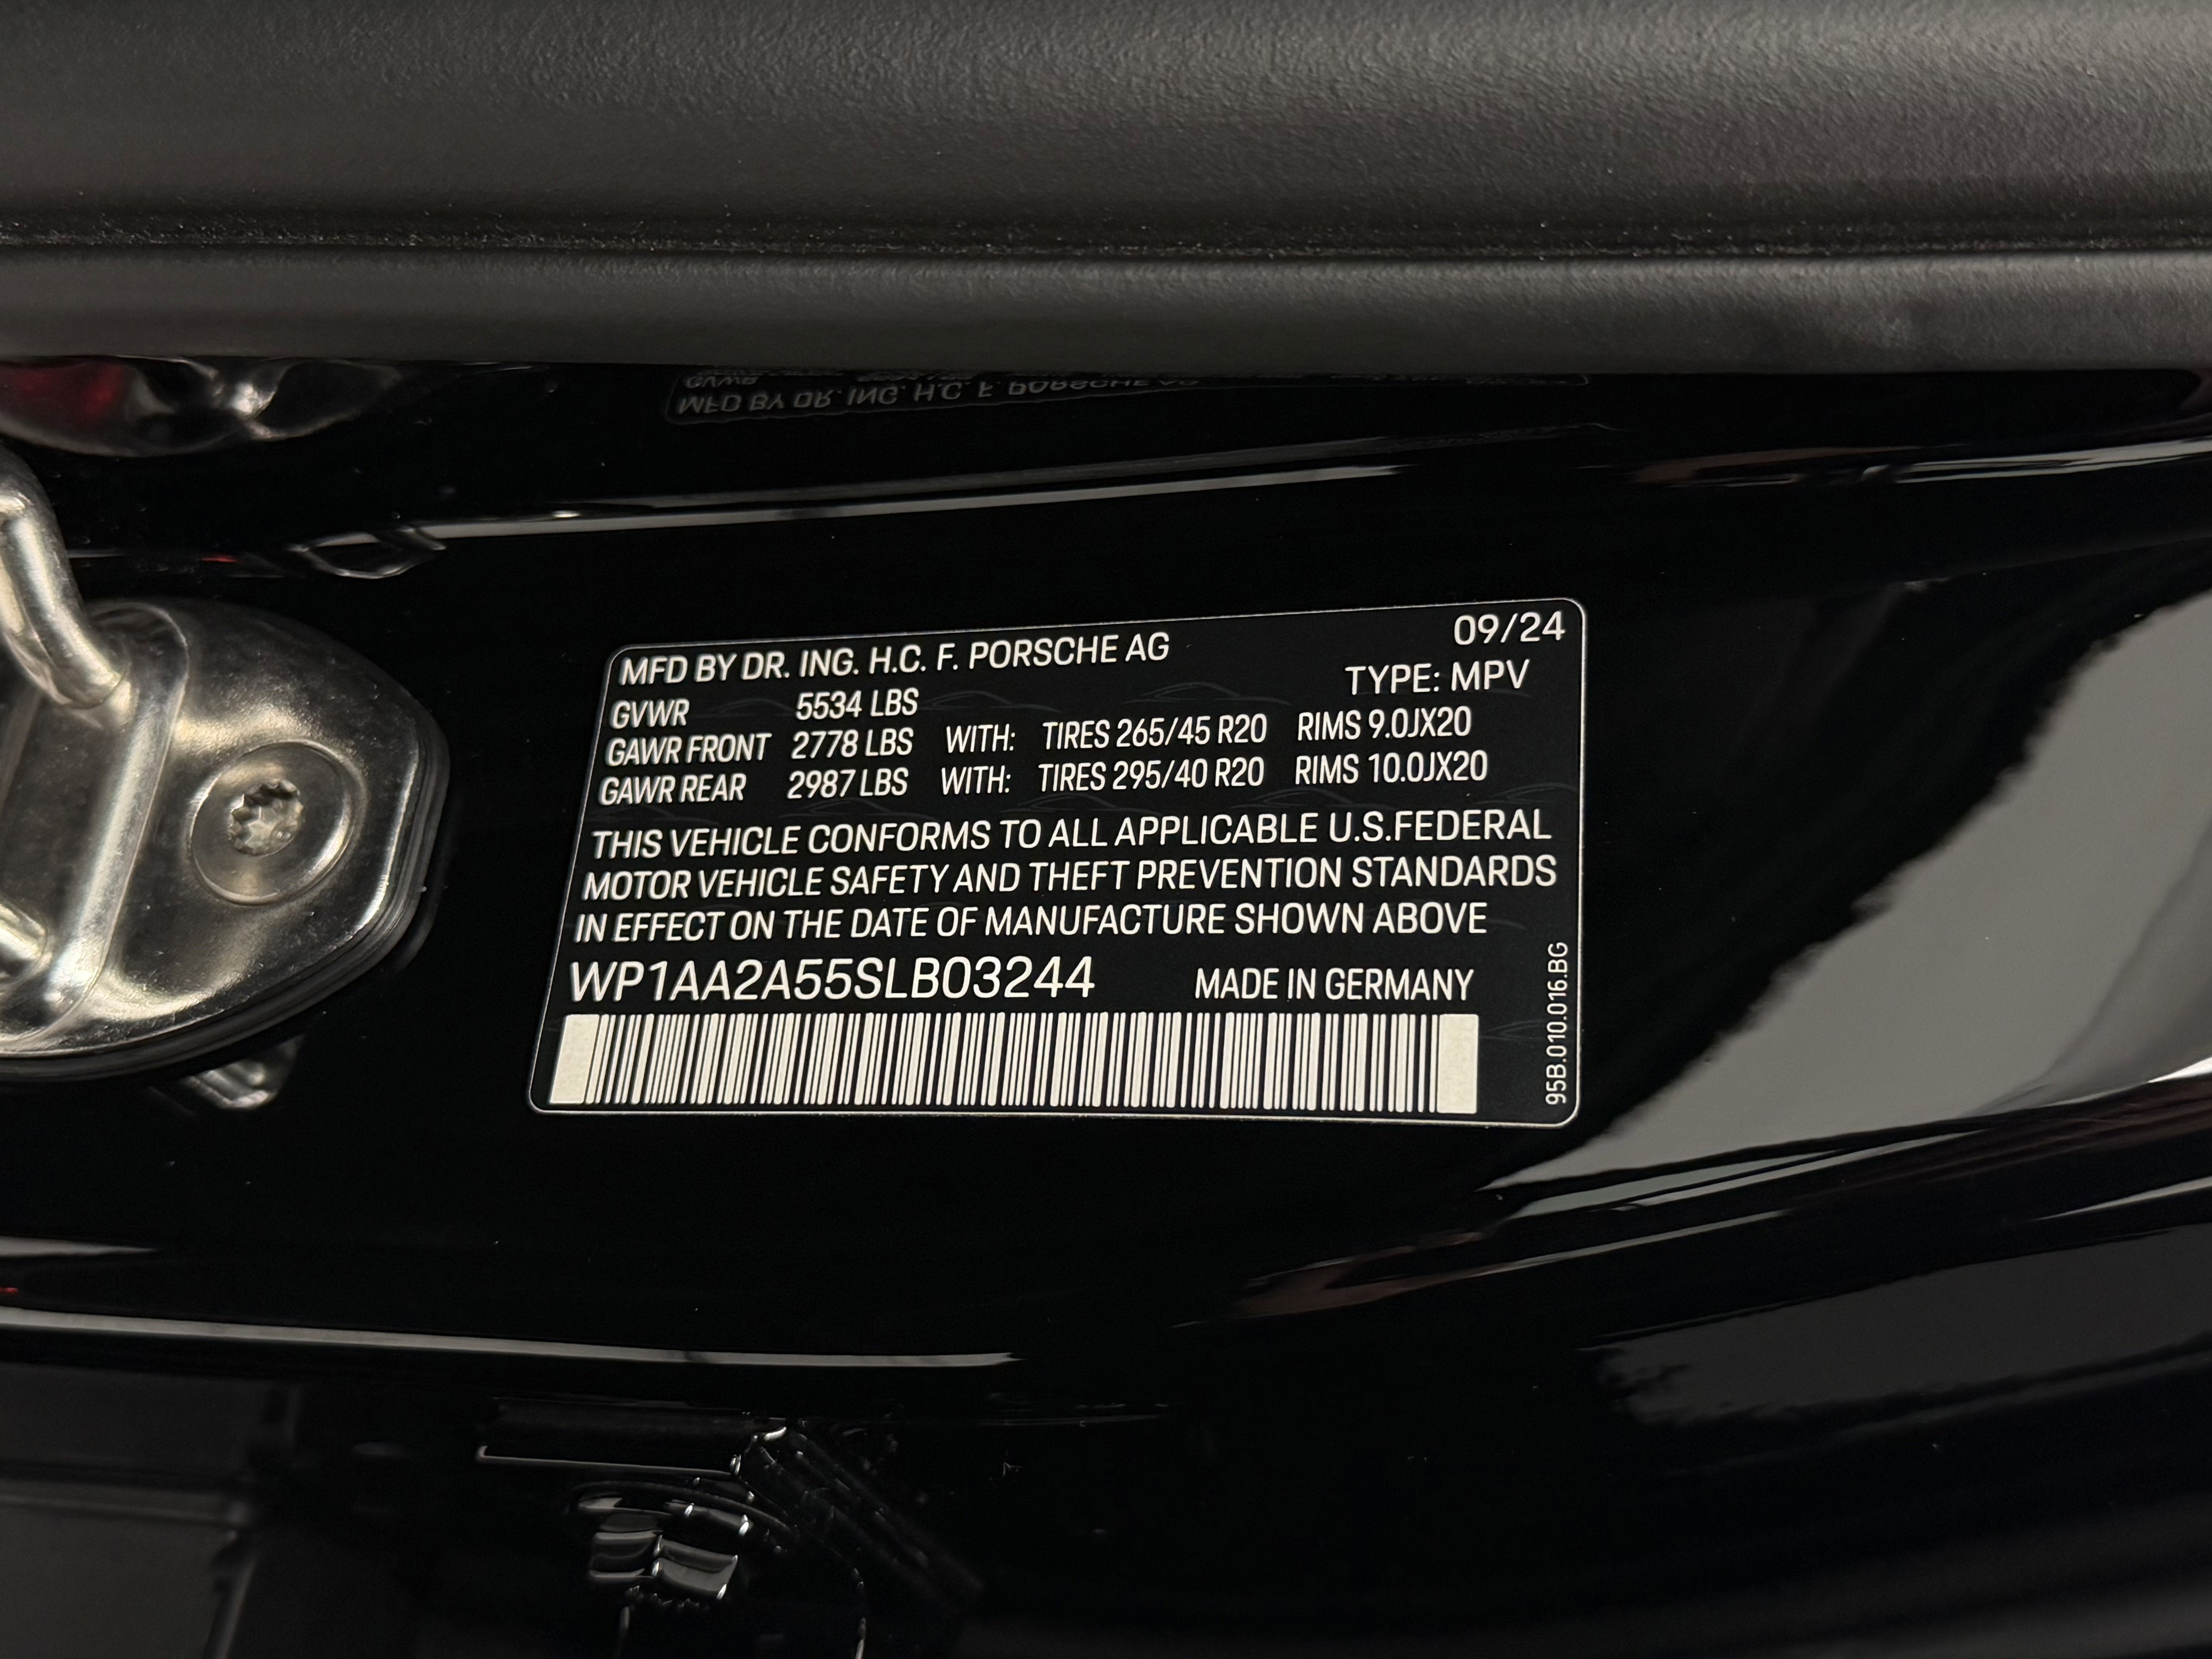 MFD BY DR. ING. H.C. F. PORSCHE AG 09/24
TYPE: MPV
GVWR 5534 LBS
GAWR FRONT 2778 LBS WITH: TIRES 265/45 R20 RIMS 9.0JX20
GAWR REAR 2987 LBS WITH: TIRES 295/40 R20 RIMS 10.0JX20
THIS VEHICLE CONFORMS TO ALL APPLICABLE U.S.FEDERAL
MOTOR VEHICLE SAFETY AND THEFT PREVENTION STANDARDS
IN EFFECT ON THE DATE OF MANUFACTURE SHOWN ABOVE
WP1AA2A55SLB03244 MADE IN GERMANY
95B.010.016.BG